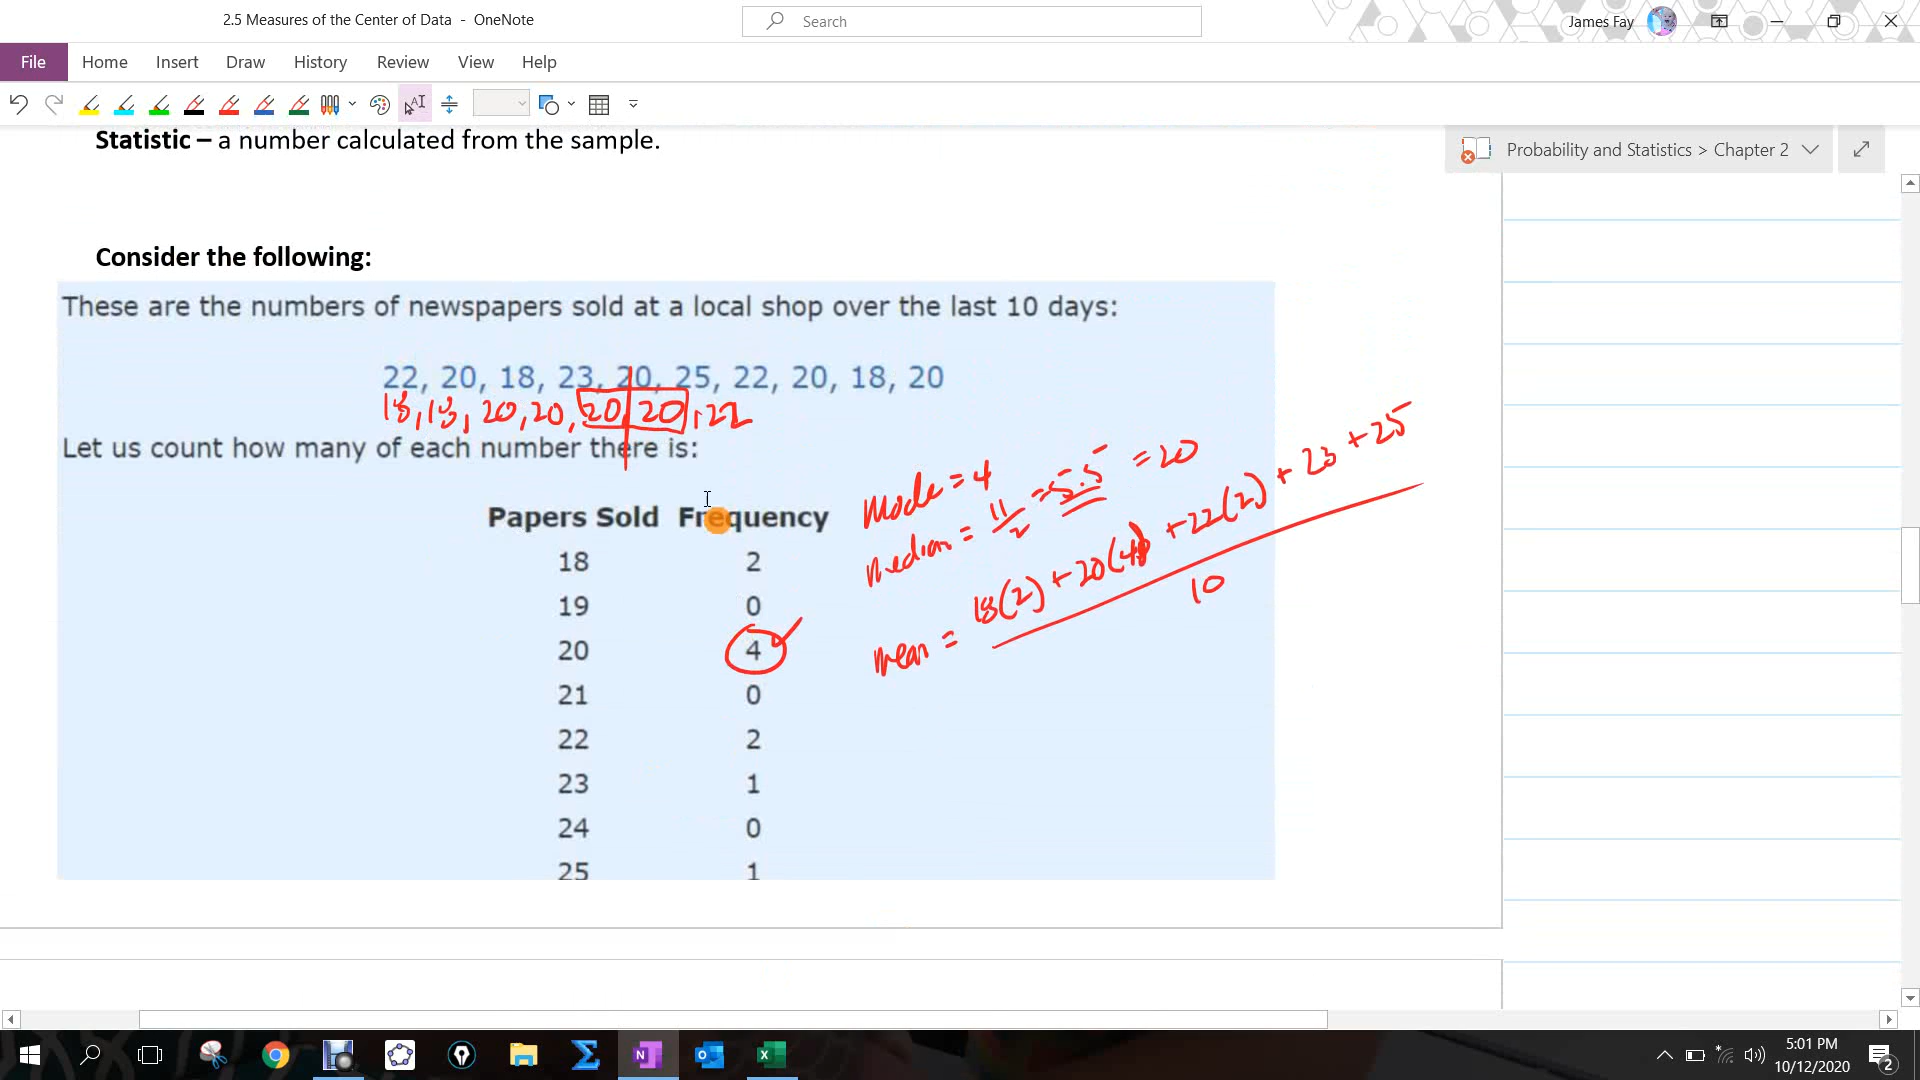 2.5 Measures of the Center of Data - OneNote
Search
James Fay
File Home Insert Draw History Review View Help
Statistic – a number calculated from the sample.
Probability and Statistics > Chapter 2
Consider the following:
These are the numbers of newspapers sold at a local shop over the last 10 days:
22, 20, 18, 23, 20, 25, 22, 20, 18, 20
18, 18, 20, 20, 20, 20, 22
Let us count how many of each number there is:
Papers Sold Frequency
18 2
19 0
20 4
21 0
22 2
23 1
24 0
25 1
mode = 4
median = 11/2 = 5.5 = 20
mean = 18(2) + 20(4) + 22(2) + 23 + 25
10
5:01 PM
10/12/2020
2